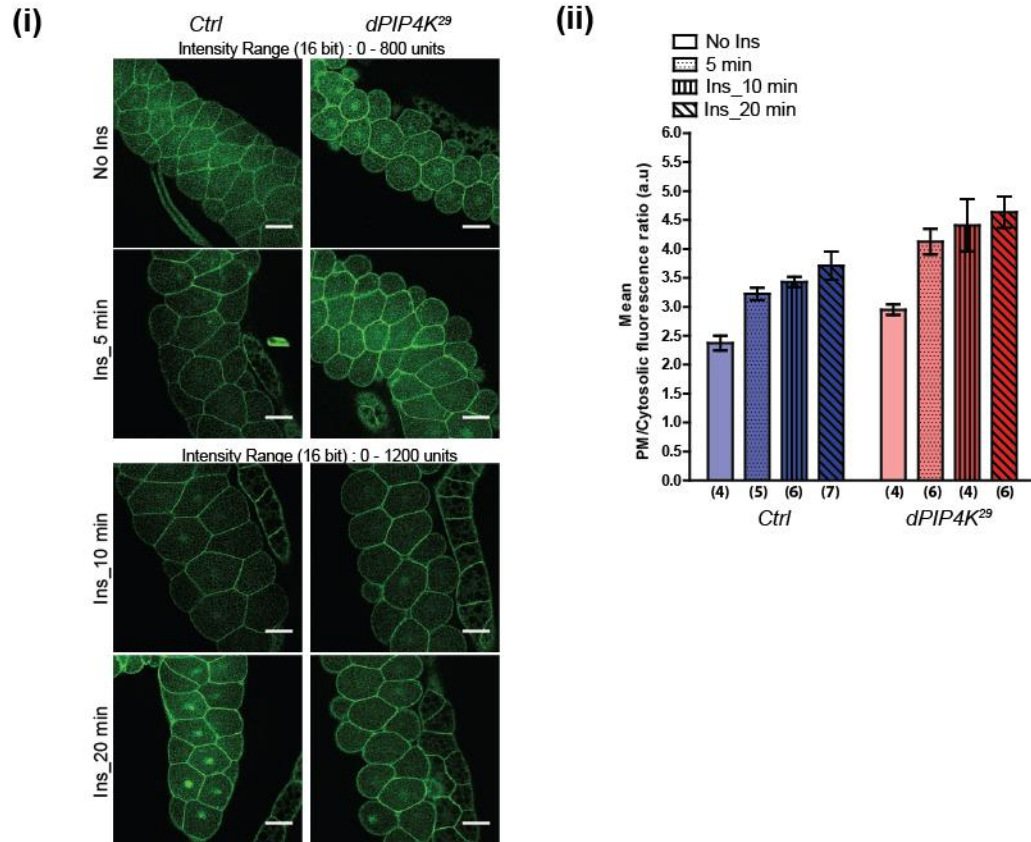 (i)
Ctrl dPIP4K²⁹
Intensity Range (16 bit) : 0 - 800 units
No Ins
Ins_5 min
Intensity Range (16 bit) : 0 - 1200 units
Ins_10 min
Ins_20 min
(ii)
No Ins
5 min
Ins_10 min
Ins_20 min
Mean
PM/Cytosolic fluorescence ratio (a.u)
6.0
5.5
5.0
4.5
4.0
3.5
3.0
2.5
2.0
1.5
1.0
0.5
0.0
(4) (5) (6) (7) (4) (6) (4) (6)
Ctrl dPIP4K²⁹